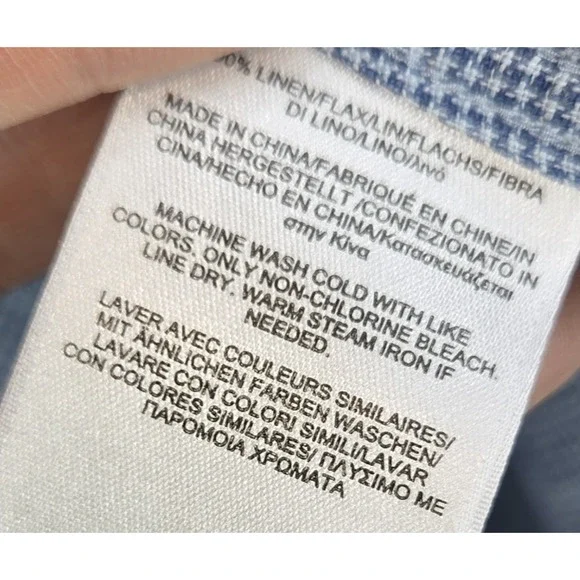 0% LINEN/FLAX/LIN/FLACHS/FIBRA
DI LINO/LINO/λινό
MADE IN CHINA/FABRIQUÉ EN CHINE/IN
CHINA HERGESTELLT /CONFEZIONATO IN
CINA/HECHO EN CHINA/Κατασκευάζεται
στην Κίνα
MACHINE WASH COLD WITH LIKE
COLORS. ONLY NON-CHLORINE BLEACH.
LINE DRY. WARM STEAM IRON IF
NEEDED.
LAVER AVEC COULEURS SIMILAIRES/
MIT ÄHNLICHEN FARBEN WASCHEN/
LAVARE CON COLORI SIMILI/LAVAR
CON COLORES SIMILARES/ ΠΛΥΣΙΜΟ ΜΕ
ΠΑΡΟΜΟΙΑ ΧΡΩΜΑΤΑ